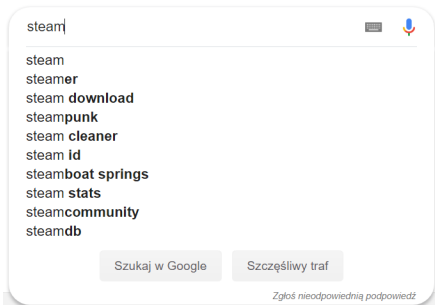 steam
steam
steamer
steam download
steampunk
steam cleaner
steam id
steamboat springs
steam stats
steamcommunity
steamdb
Szukaj w Google Szczęśliwy traf
Zgłoś nieodpowiednią podpowiedź